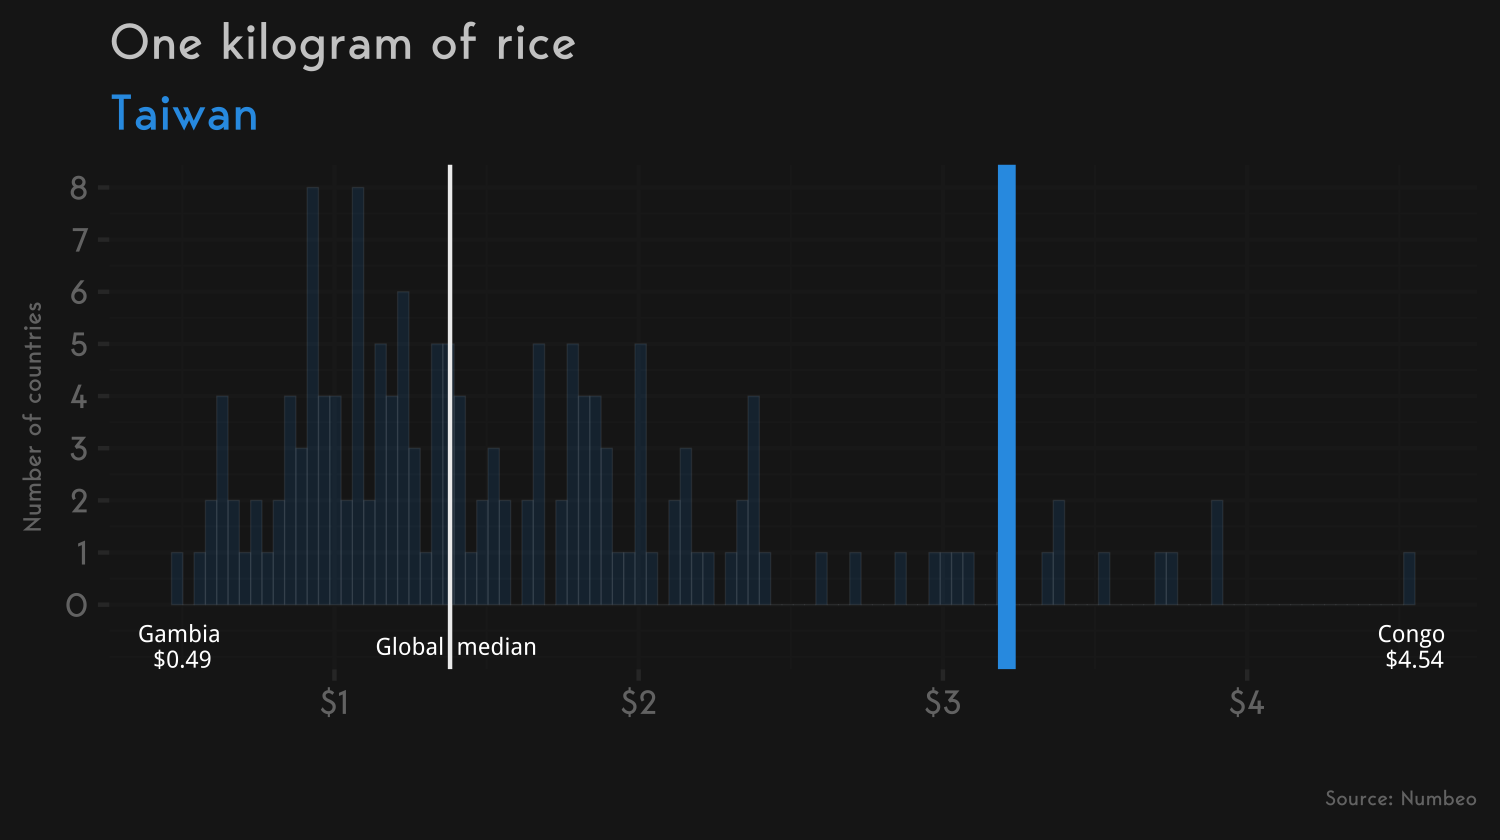 One kilogram of rice
Taiwan
Number of countries
8
7
6
5
4
3
2
1
0
Gambia
$0.49
Global median
Congo
$4.54
$1 $2 $3 $4
Source: Numbeo